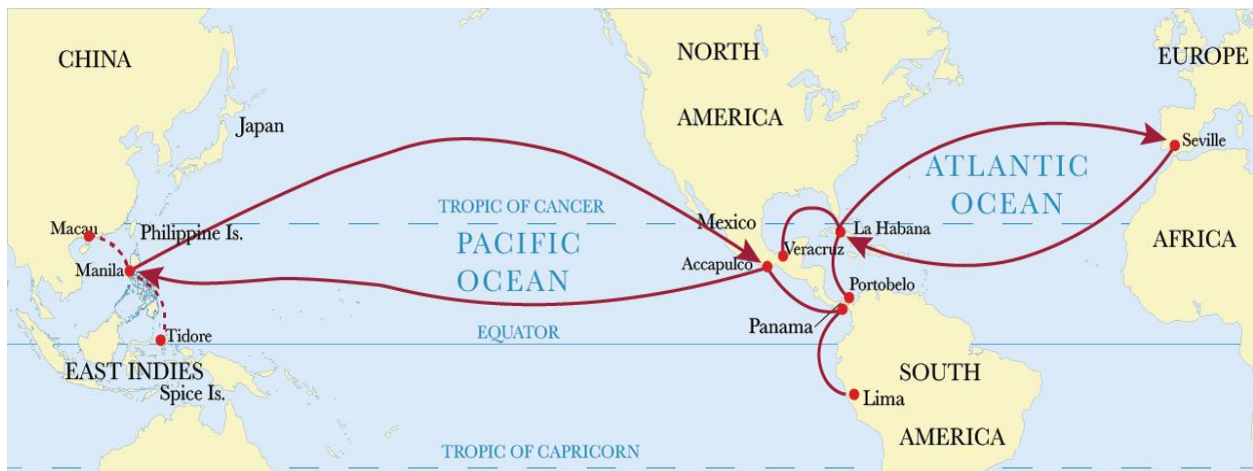 CHINA
NORTH
AMERICA
EUROPE
Japan
Seville
ATLANTIC
OCEAN
TROPIC OF CANCER
Mexico
La Habana
Macau
Philippine Is.
PACIFIC
OCEAN
Veracruz
AFRICA
Manila
Accapulco
Portobelo
Panama
EQUATOR
Tidore
EAST INDIES
Spice Is.
SOUTH
AMERICA
Lima
TROPIC OF CAPRICORN